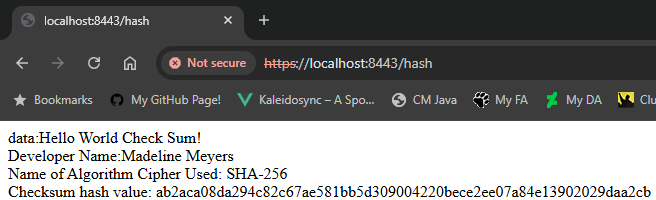 localhost:8443/hash
Not secure
https://localhost:8443/hash
Bookmarks
My GitHub Page!
Kaleidosync – A Spo...
CM Java
My FA
My DA
Clu
data:Hello World Check Sum!
Developer Name:Madeline Meyers
Name of Algorithm Cipher Used: SHA-256
Checksum hash value: ab2aca08da294c82c67ae581bb5d309004220bece2ee07a84e13902029daa2cb